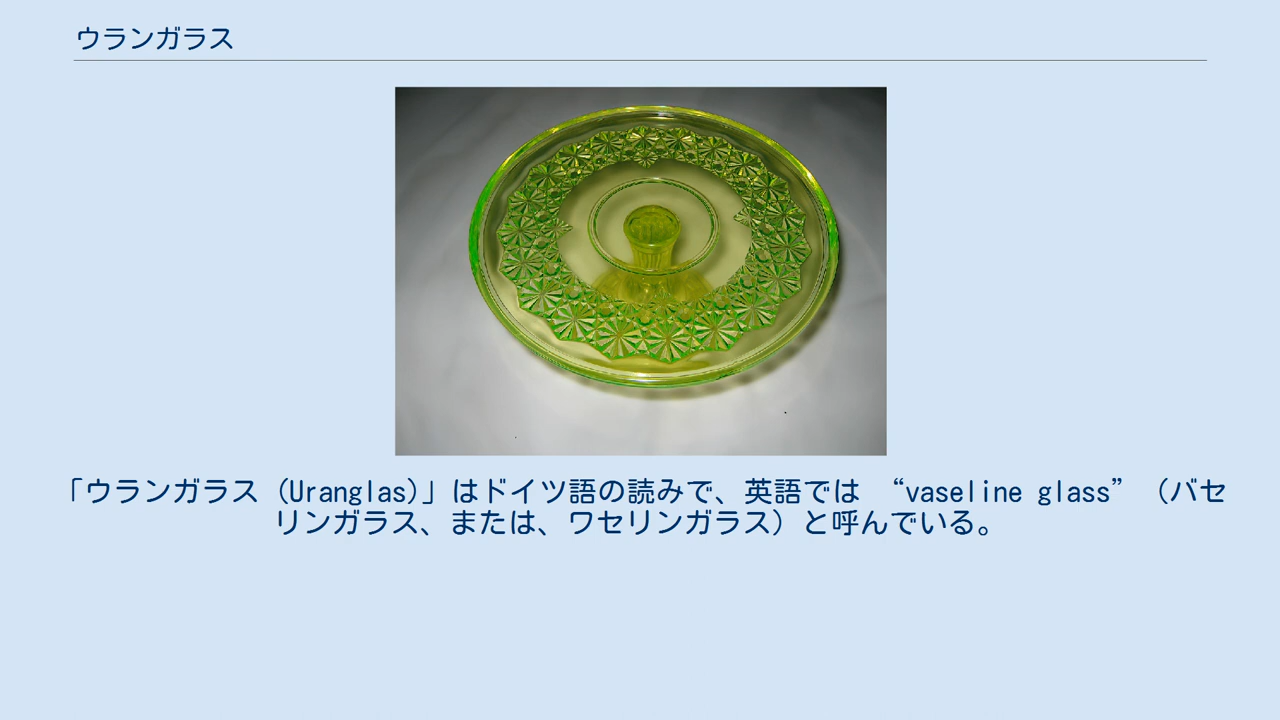 ウランガラス
「ウランガラス（Uranglas）」はドイツ語の読みで、英語では “vaseline glass” （バセ
リンガラス、または、ワセリンガラス）と呼んでいる。